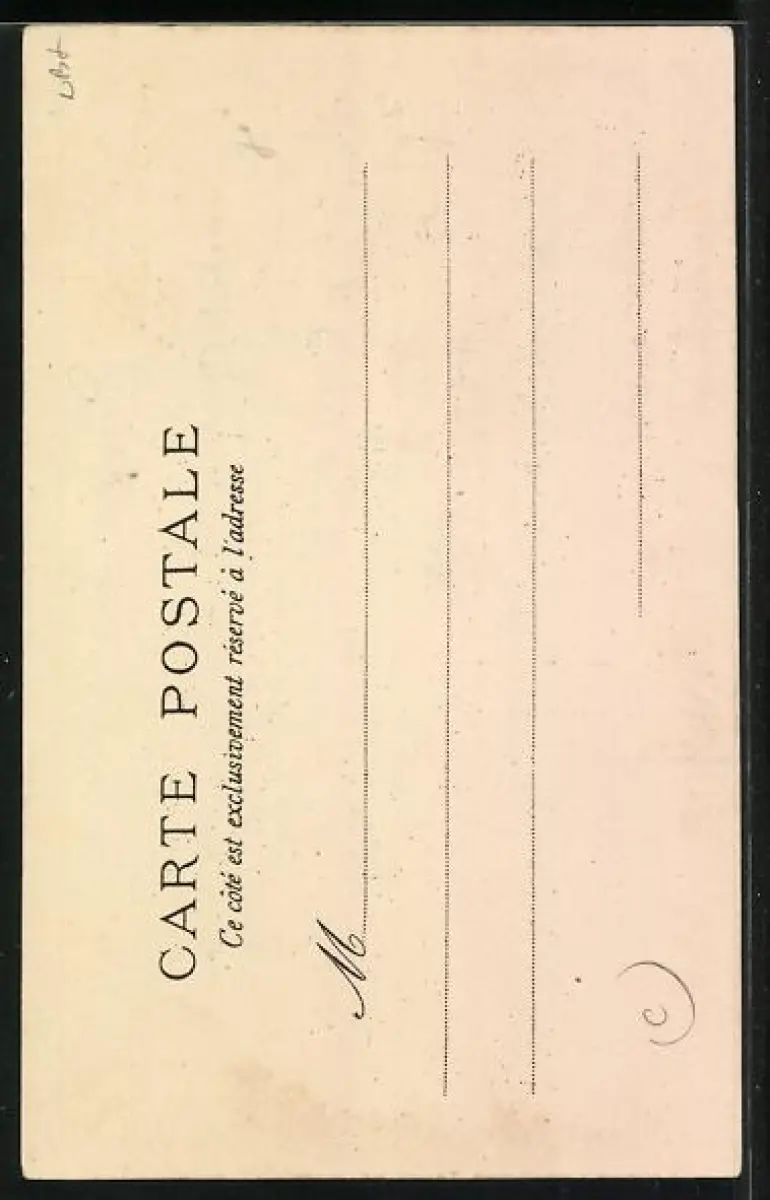 CARTE POSTALE
Ce côté est exclusivement réservé à l'adresse
M
C